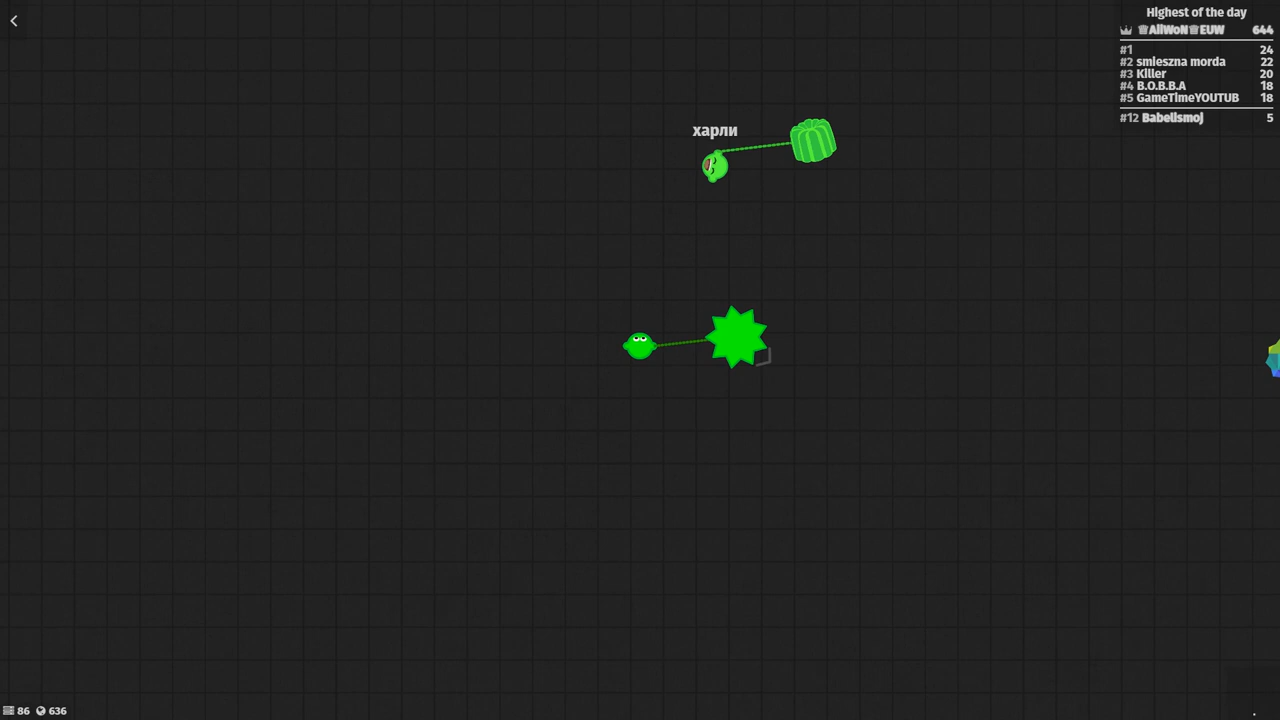 Highest of the day
♛AllWoN♛EUW 644
#1 24
#2 smieszna morda 22
#3 Killer 20
#4 B.O.B.B.A 18
#5 GameTimeYOUTUB 18
#12 Babelismoj 5
харли
86 636